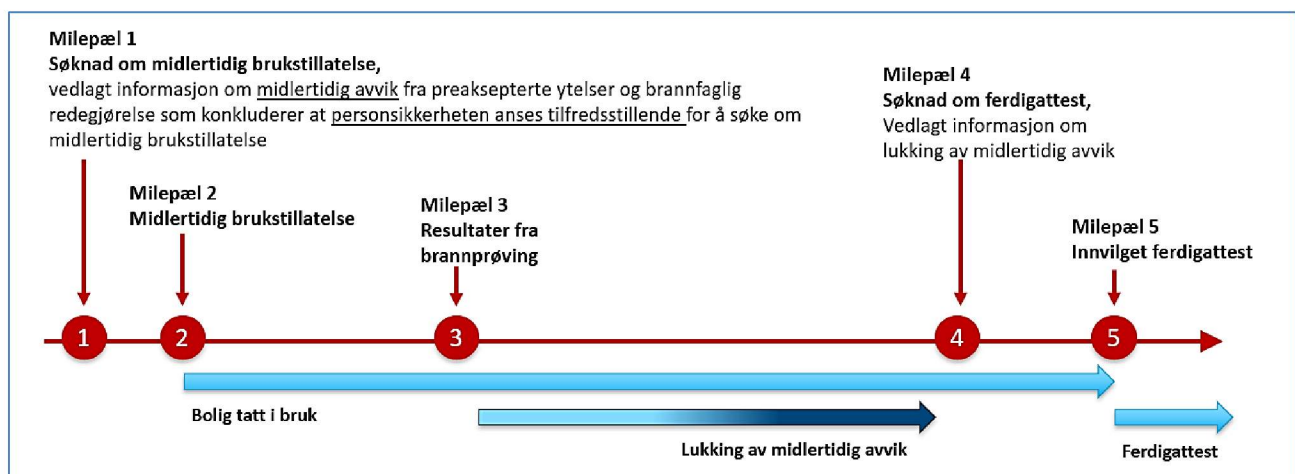 Milepæl 1
Søknad om midlertidig brukstillatelse,
vedlagt informasjon om midlertidig avvik fra preaksepterte ytelser og brannfaglig
redegjørelse som konkluderer at personsikkerheten anses tilfredsstillende for å søke om
midlertidig brukstillatelse
Milepæl 4
Søknad om ferdigattest,
Vedlagt informasjon om
lukking av midlertidig avvik
Milepæl 2
Midlertidig brukstillatelse
Milepæl 3
Resultater fra
brannprøving
Milepæl 5
Innvilget ferdigattest
1
2
3
4
5
Bolig tatt i bruk
Lukking av midlertidig avvik
Ferdigattest